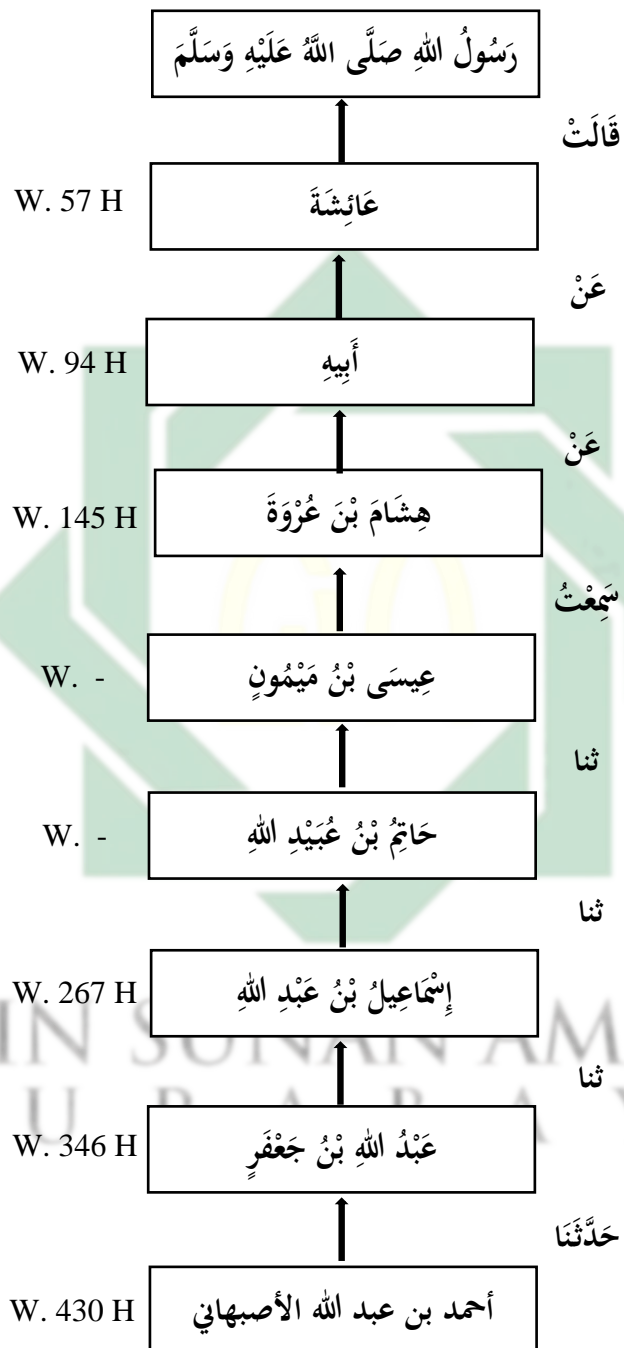 رَسُولُ اللهِ صَلَّى اللَّهُ عَلَيْهِ وَسَلَّمَ
قَالَتْ
W. 57 H
عَائِشَةَ
عَنْ
W. 94 H
أَبِيهِ
عَنْ
W. 145 H
هِشَامَ بْنَ عُرْوَةَ
سَمِعْتُ
W. -
عِيسَى بْنُ مَيْمُونٍ
ثنا
W. -
حَاتِمُ بْنُ عُبَيْدِ اللهِ
ثنا
W. 267 H
إِسْمَاعِيلُ بْنُ عَبْدِ اللهِ
ثنا
W. 346 H
عَبْدُ اللهِ بْنُ جَعْفَرٍ
حَدَّثَنَا
W. 430 H
أحمد بن عبد الله الأصبهاني